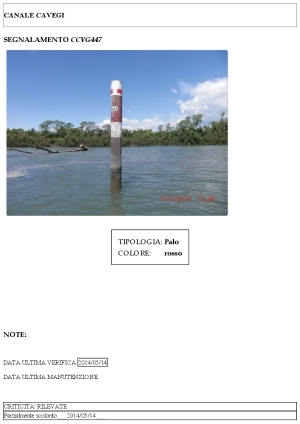 CANALE CAVEGI
SEGNALAMENTO CCVG447
TIPOLOGIA: Palo
COLORE: rosso
NOTE:
DATA ULTIMA VERIFICA 2014/05/14
DATA ULTIMA MANUTENZIONE
CRITICITA' RILEVATE
Parzialmente scolorito 2014/05/14